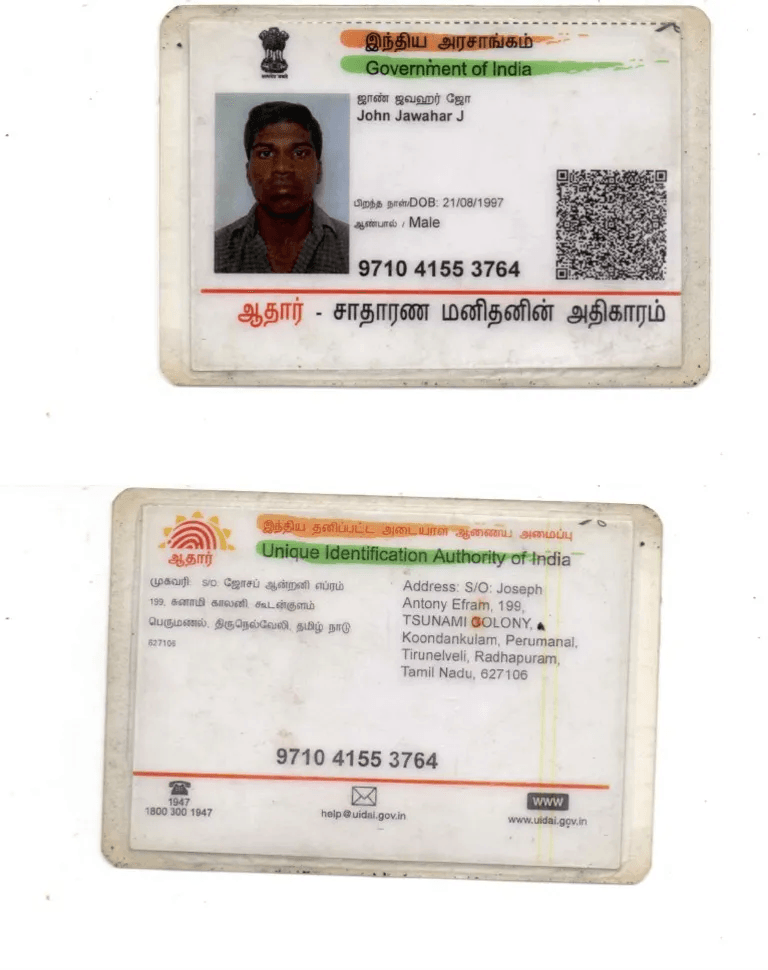 இந்திய அரசாங்கம்
Government of India
ஜாண் ஜவஹர் ஜோ
John Jawahar J
பிறந்த நாள்/DOB: 21/08/1997
ஆண்பால் / Male
9710 4155 3764
ஆதார் - சாதாரண மனிதனின் அதிகாரம்
இந்திய தனிப்பட்ட அடையாள ஆணைய அமைப்பு
Unique Identification Authority of India
ஆதார்
முகவரி: S/O: ஜோசப் ஆன்றனி எப்ரம்
199, சுனாமி காலனி, கூடன்குளம்
பெருமணல், திருநெல்வேலி, தமிழ் நாடு
627106
Address: S/O: Joseph
Antony Efram, 199,
TSUNAMI COLONY,
Koondankulam, Perumanal,
Tirunelveli, Radhapuram,
Tamil Nadu, 627106
9710 4155 3764
1947
1800 300 1947
help@uidai.gov.in
www
www.uidai.gov.in